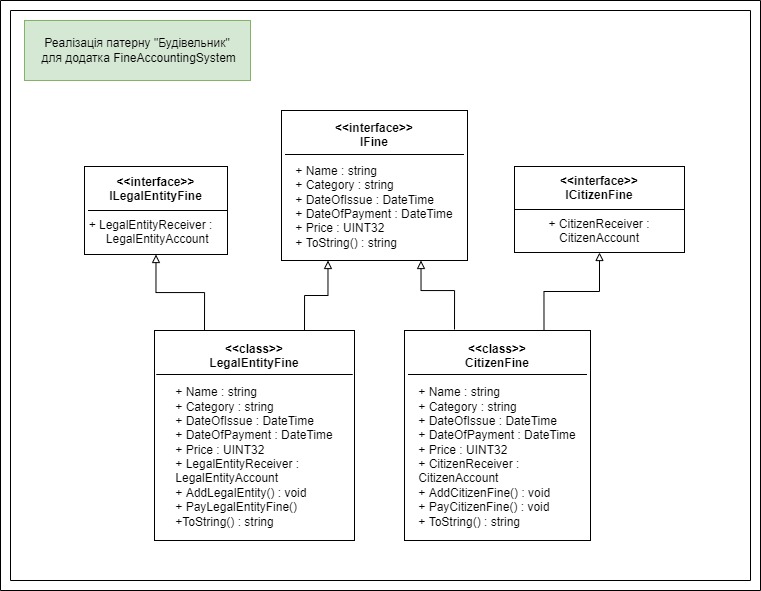 Реалізація патерну "Будівельник"
для додатка FineAccountingSystem
<<interface>>
IFine
+ Name : string
+ Category : string
+ DateOfIssue : DateTime
+ DateOfPayment : DateTime
+ Price : UINT32
+ ToString() : string
<<interface>>
ILegalEntityFine
+ LegalEntityReceiver :
LegalEntityAccount
<<interface>>
ICitizenFine
+ CitizenReceiver :
CitizenAccount
<<class>>
LegalEntityFine
+ Name : string
+ Category : string
+ DateOfIssue : DateTime
+ DateOfPayment : DateTime
+ Price : UINT32
+ LegalEntityReceiver :
LegalEntityAccount
+ AddLegalEntity() : void
+ PayLegalEntityFine()
+ToString() : string
<<class>>
CitizenFine
+ Name : string
+ Category : string
+ DateOfIssue : DateTime
+ DateOfPayment : DateTime
+ Price : UINT32
+ CitizenReceiver :
CitizenAccount
+ AddCitizenFine() : void
+ PayCitizenFine() : void
+ ToString() : string